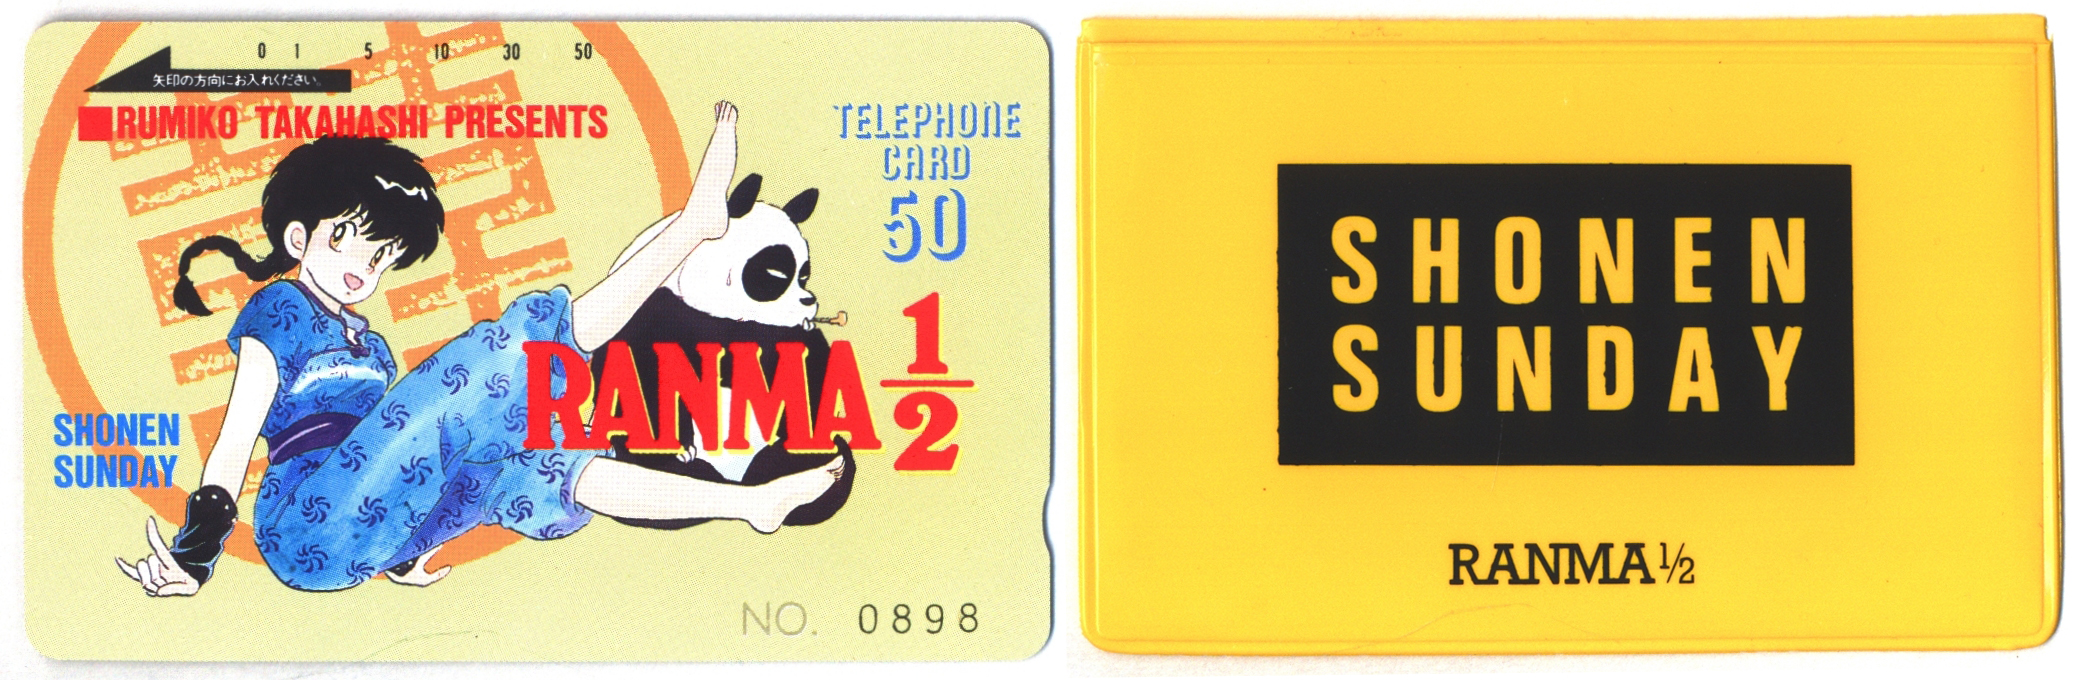 0 1 5 10 30 50
矢印の方向にお入れください。
RUMIKO TAKAHASHI PRESENTS
TELEPHONE
CARD
50
RANMA 1/2
SHONEN
SUNDAY
NO. 0898
SHONEN
SUNDAY
RANMA 1/2